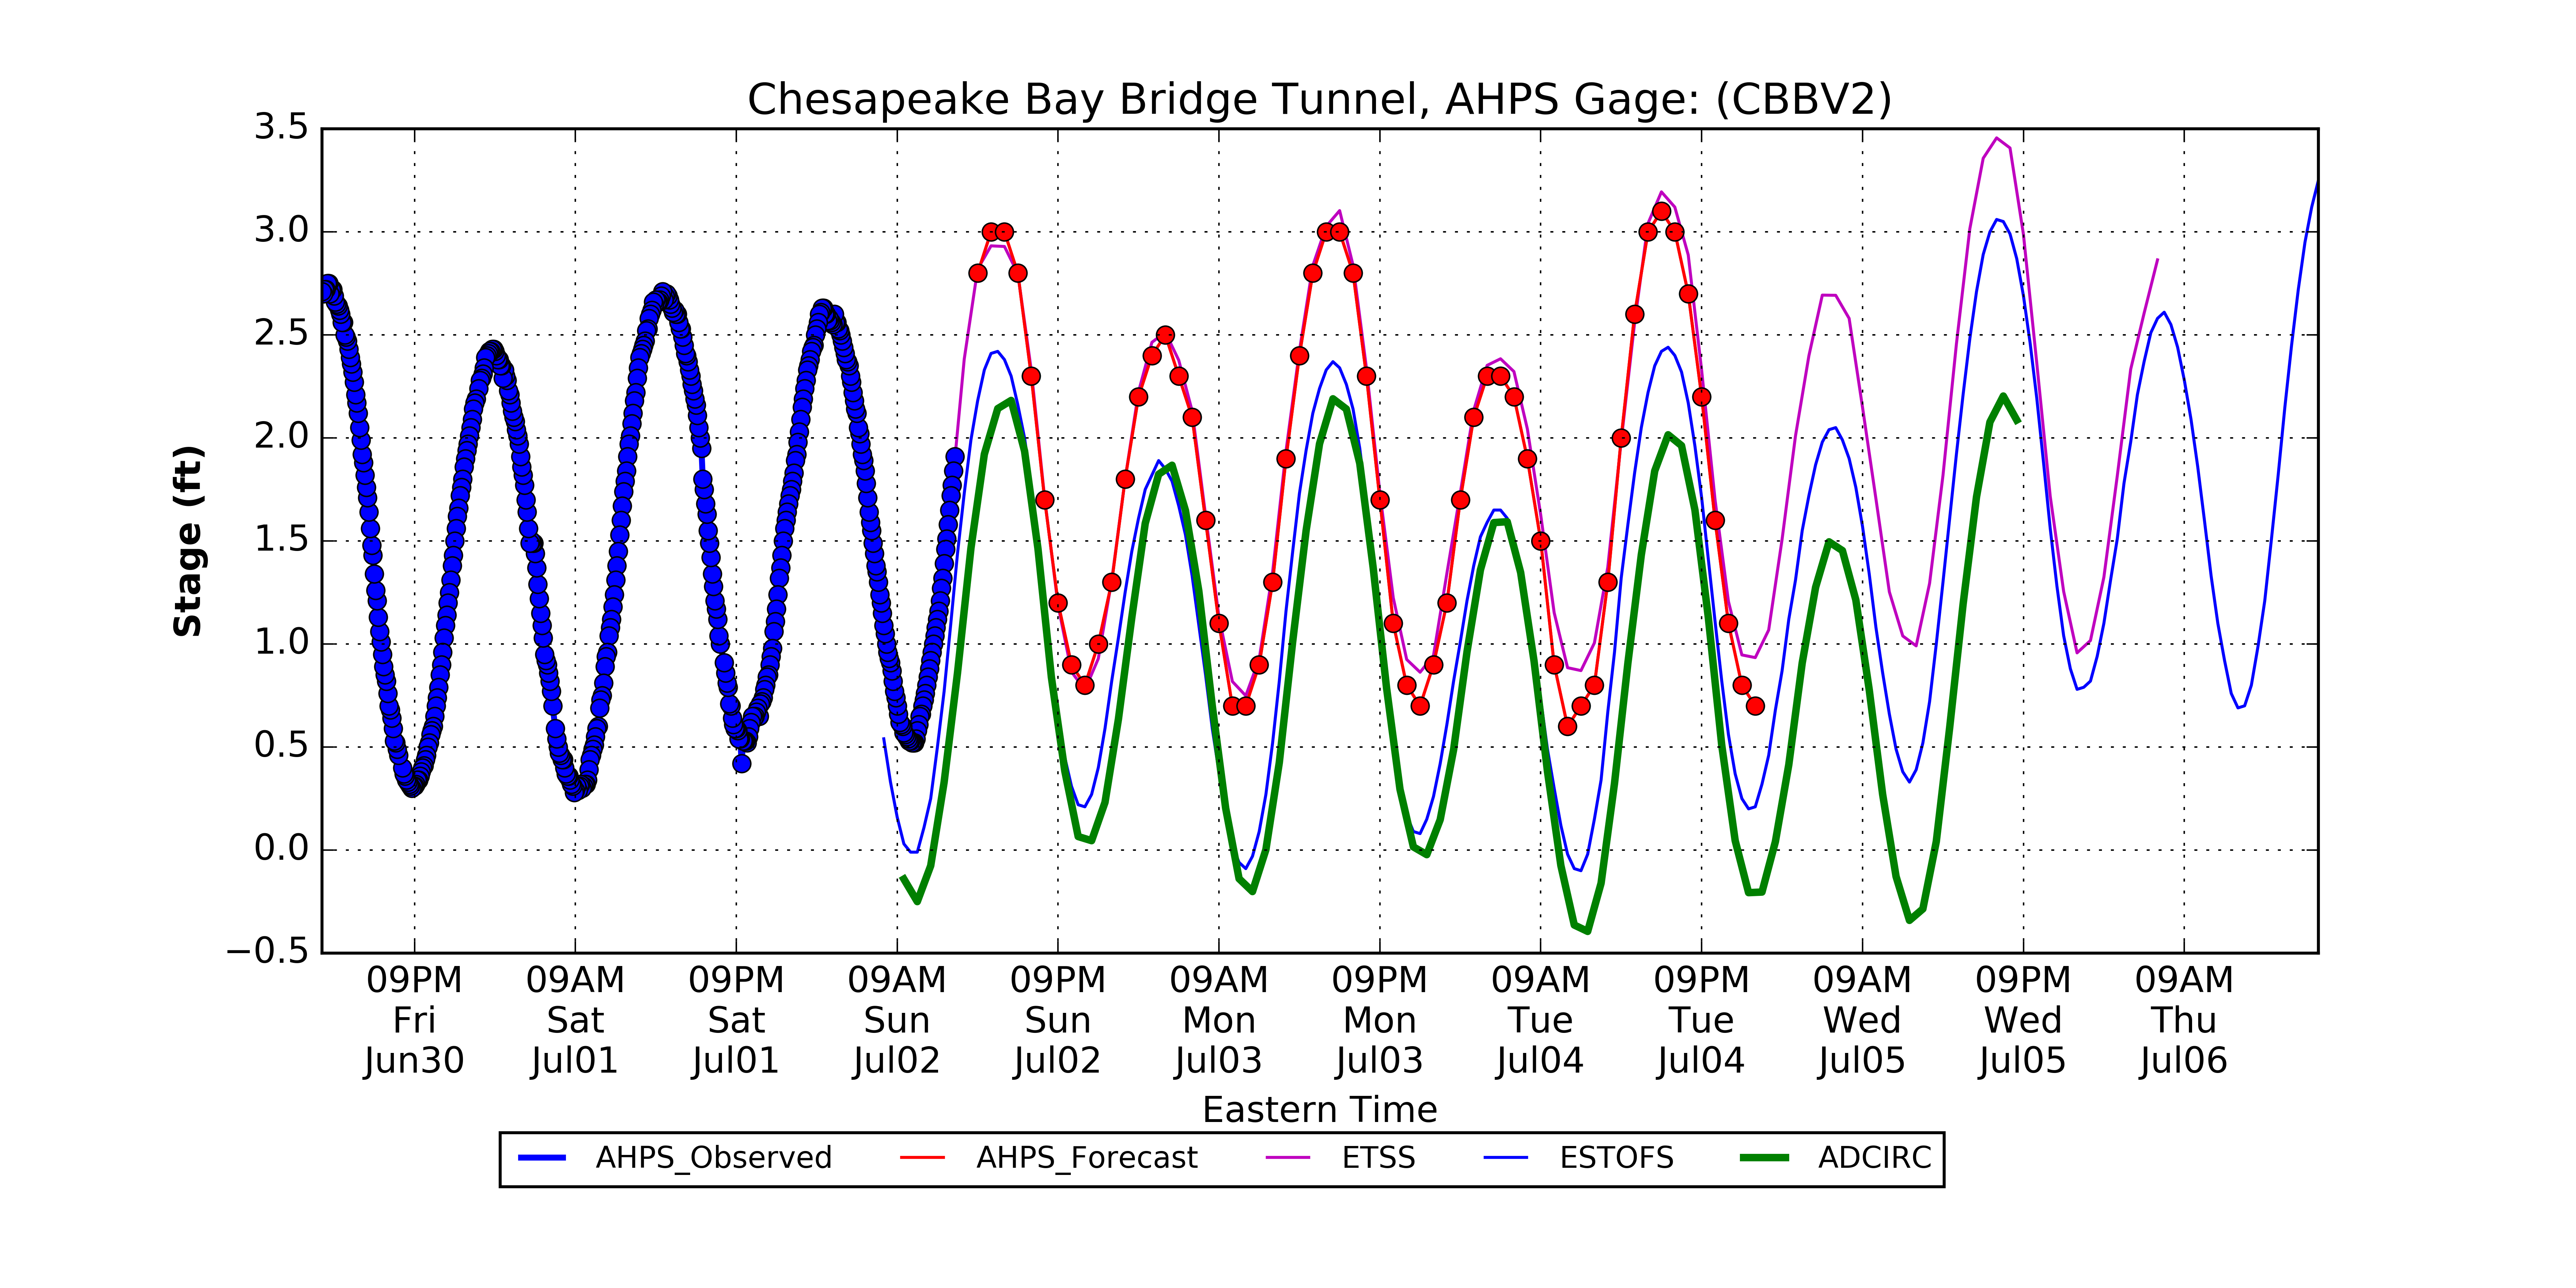 Chesapeake Bay Bridge Tunnel, AHPS Gage: (CBBV2)
3.5
3.0
2.5
2.0
1.5
1.0
0.5
0.0
−0.5
Stage (ft)
09PM 09AM 09PM 09AM 09PM 09AM 09PM 09AM 09PM 09AM 09PM 09AM
Fri Sat Sat Sun Sun Mon Mon Tue Tue Wed Wed Thu
Jun30 Jul01 Jul01 Jul02 Jul02 Jul03 Jul03 Jul04 Jul04 Jul05 Jul05 Jul06
Eastern Time
AHPS_Observed AHPS_Forecast ETSS ESTOFS ADCIRC